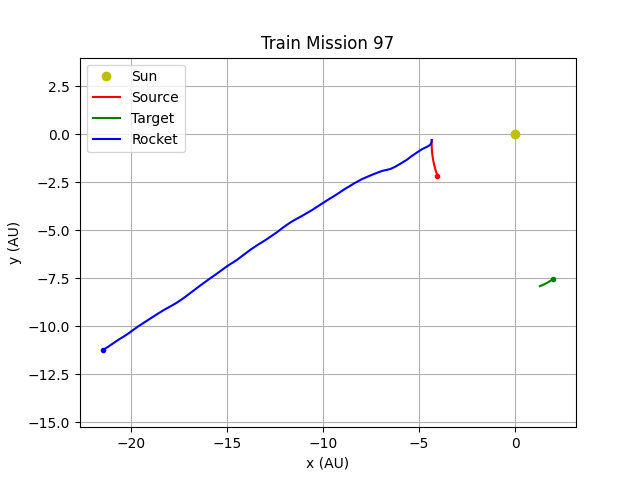 Train Mission 97
Sun
Source
Target
Rocket
2.5
0.0
−2.5
−5.0
−7.5
−10.0
−12.5
−15.0
y (AU)
−20 −15 −10 −5 0
x (AU)